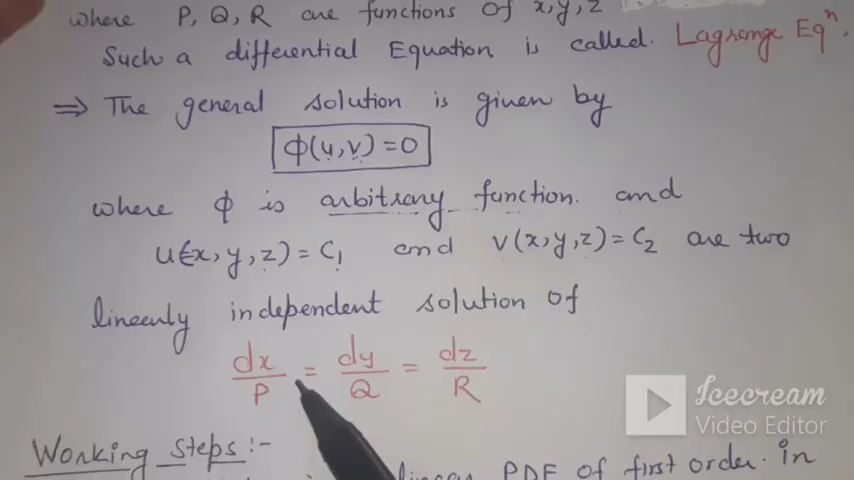 where P, Q, R are functions of x, y, z
Such a differential Equation is called. Lagrange Eqⁿ.
⇒ The general solution is given by
ϕ(u, v) = 0
where ϕ is arbitrary function. and
u(x, y, z) = C₁ and v(x, y, z) = C₂ are two
linearly independent solution of
dx/P = dy/Q = dz/R
Working Steps:-
linear PDE of first order. in
Icecream
Video Editor